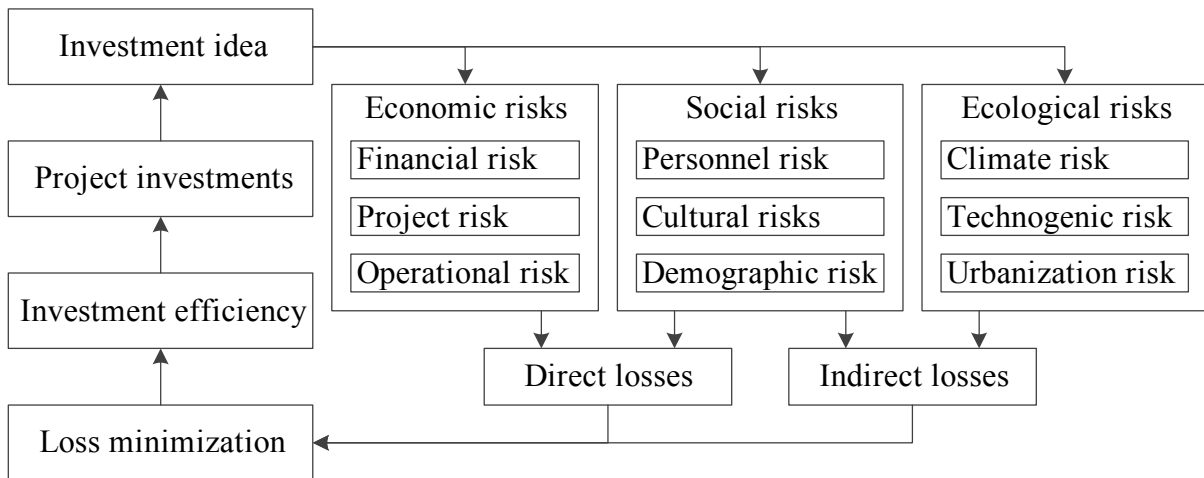 Investment idea
Project investments
Investment efficiency
Loss minimization
Economic risks
Financial risk
Project risk
Operational risk
Social risks
Personnel risk
Cultural risks
Demographic risk
Ecological risks
Climate risk
Technogenic risk
Urbanization risk
Direct losses
Indirect losses